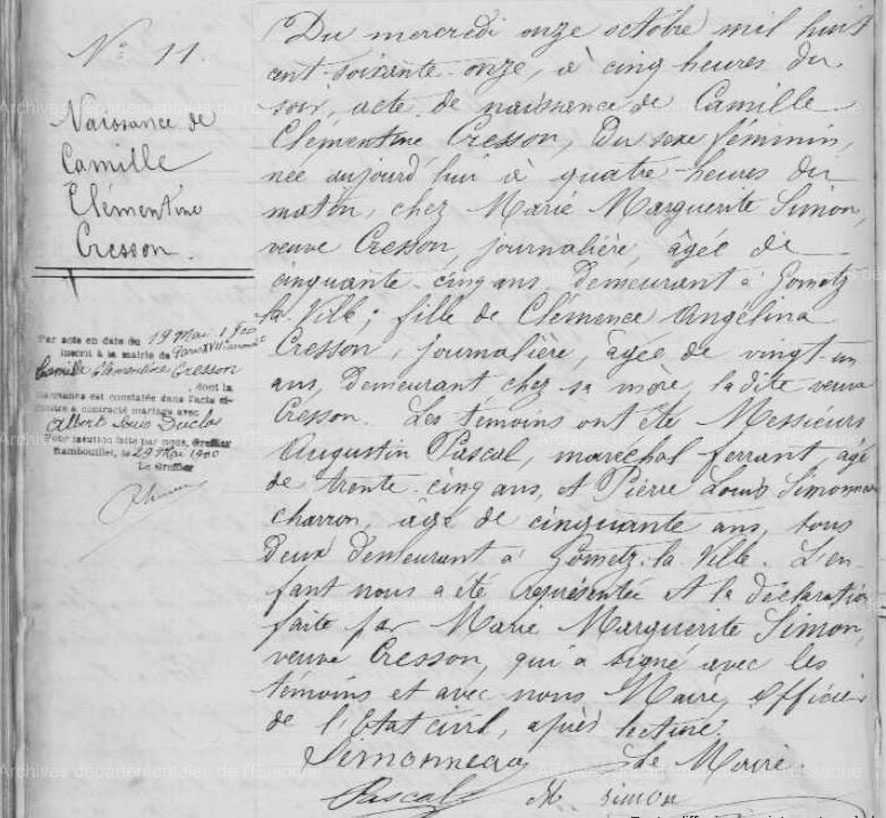 N° 11.
Naissance de
Camille
Clémentine
Cresson.
Par acte en date du 19 Mai 1900
inscrit à la mairie de Paris XVII
Camille Clémentine Cresson
, dont la
naissance est constatée dans l'acte ci-
contre a contracté mariage avec
Albert Louis Duclos
Pour mention faite par nous, Greffier
Rambouillet, le 29 Mai 1900
Le Greffier
Du mercredi onze octobre mil huit
cent soixante-onze, à cinq heures du
soir, acte de naissance de Camille
Clémentine Cresson, du sexe féminin,
née aujourd'hui à quatre heures du
matin, chez Marie Marguerite Simon,
veuve Cresson, journalière, âgée de
cinquante-cinq ans demeurant à Gometz
la-Ville; fille de Clémence Angélina
Cresson, journalière, âgée de vingt-un
ans, demeurant chez sa mère, la dite veuve
Cresson. Les témoins ont été Messieurs
Augustin Pascal, maréchal ferrant, âgé
de trente-cinq ans, et Pierre Louis Simonneau
charron, âgé de cinquante ans, tous
deux demeurant à Gometz-la-Ville. L'en-
fant nous a été représentée et la déclaration
faite par Marie Marguerite Simon,
veuve Cresson, qui a signé avec les
témoins et avec nous Maire, officier
de l'Etat civil, après lecture.
Simonneau Le Maire.
Pascal M. Simon
Archives départementales de l'Essonne